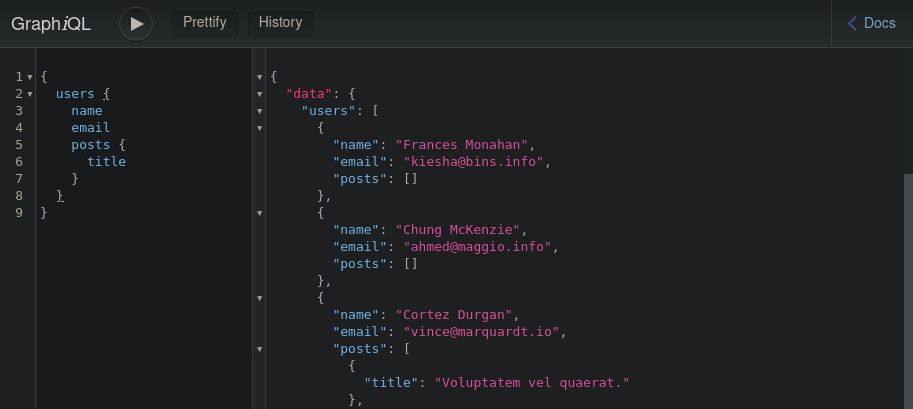 GraphiQL
Prettify
History
Docs
1 {
2   users {
3     name
4     email
5     posts {
6       title
7     }
8   }
9 }
{
  "data": {
    "users": [
      {
        "name": "Frances Monahan",
        "email": "kiesha@bins.info",
        "posts": []
      },
      {
        "name": "Chung McKenzie",
        "email": "ahmed@maggio.info",
        "posts": []
      },
      {
        "name": "Cortez Durgan",
        "email": "vince@marquardt.io",
        "posts": [
          {
            "title": "Voluptatem vel quaerat."
          },